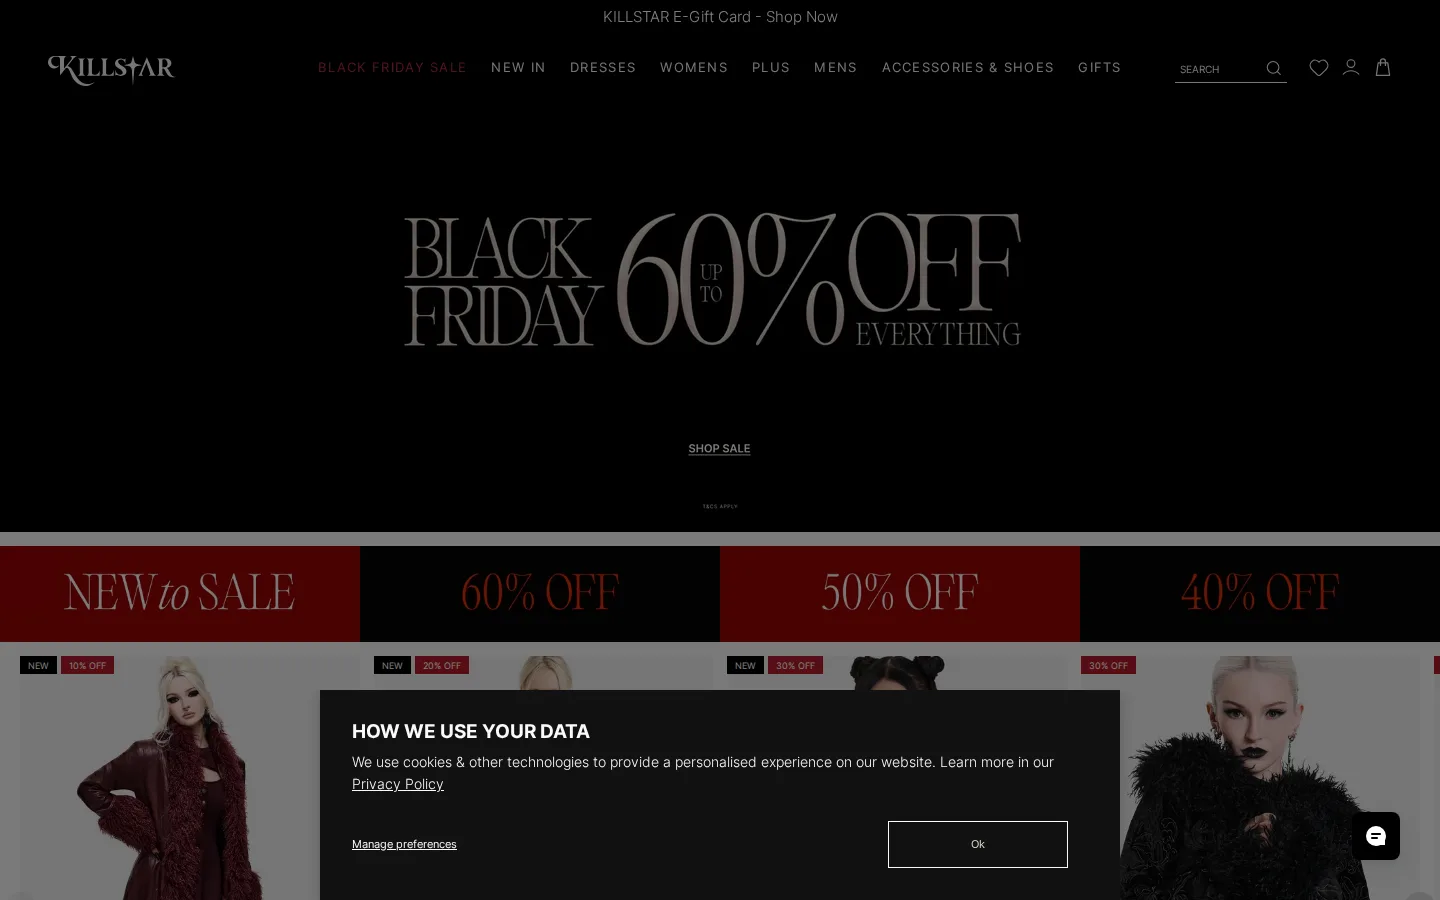 KILLSTAR E-Gift Card - Shop Now
KILLSTAR
BLACK FRIDAY SALE
NEW IN
DRESSES
WOMENS
PLUS
MENS
ACCESSORIES & SHOES
GIFTS
SEARCH
BLACK
FRIDAY
UP
TO
60%
OFF
EVERYTHING
SHOP SALE
T&CS APPLY
NEW to SALE
60% OFF
50% OFF
40% OFF
NEW
10% OFF
NEW
20% OFF
NEW
30% OFF
30% OFF
HOW WE USE YOUR DATA
We use cookies & other technologies to provide a personalised experience on our website. Learn more in our
Privacy Policy
Manage preferences
Ok